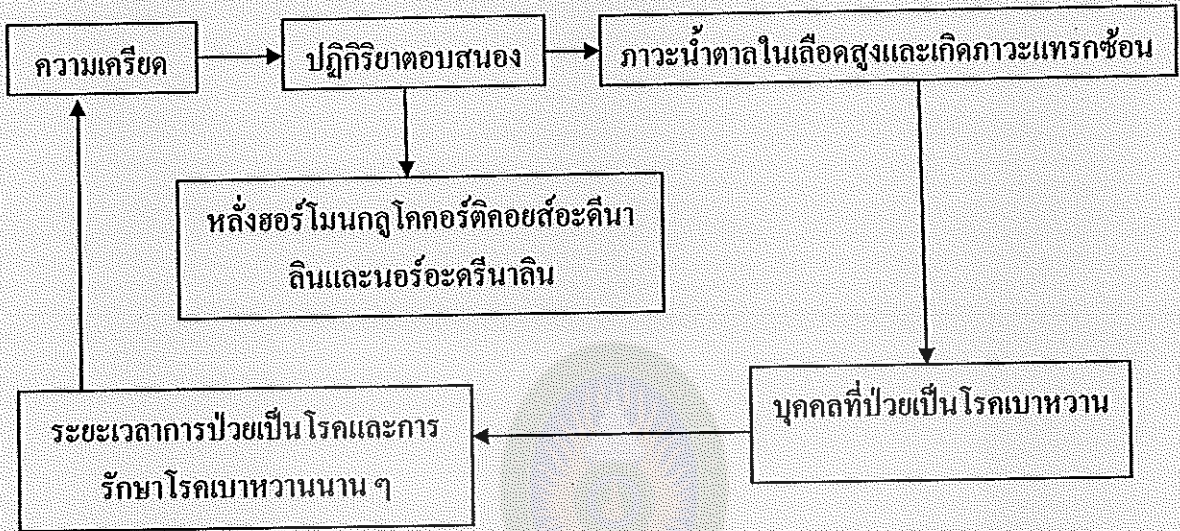 ความเครียด
ปฏิกิริยาตอบสนอง
ภาวะน้ำตาลในเลือดสูงและเกิดภาวะแทรกซ้อน
หลั่งฮอร์โมนกลูโคคอร์ติคอยส์อะดีนา
ลินและนอร์อะดรีนาลิน
บุคคลที่ป่วยเป็นโรคเบาหวาน
ระยะเวลาการป่วยเป็นโรคและการ
รักษาโรคเบาหวานนาน ๆ